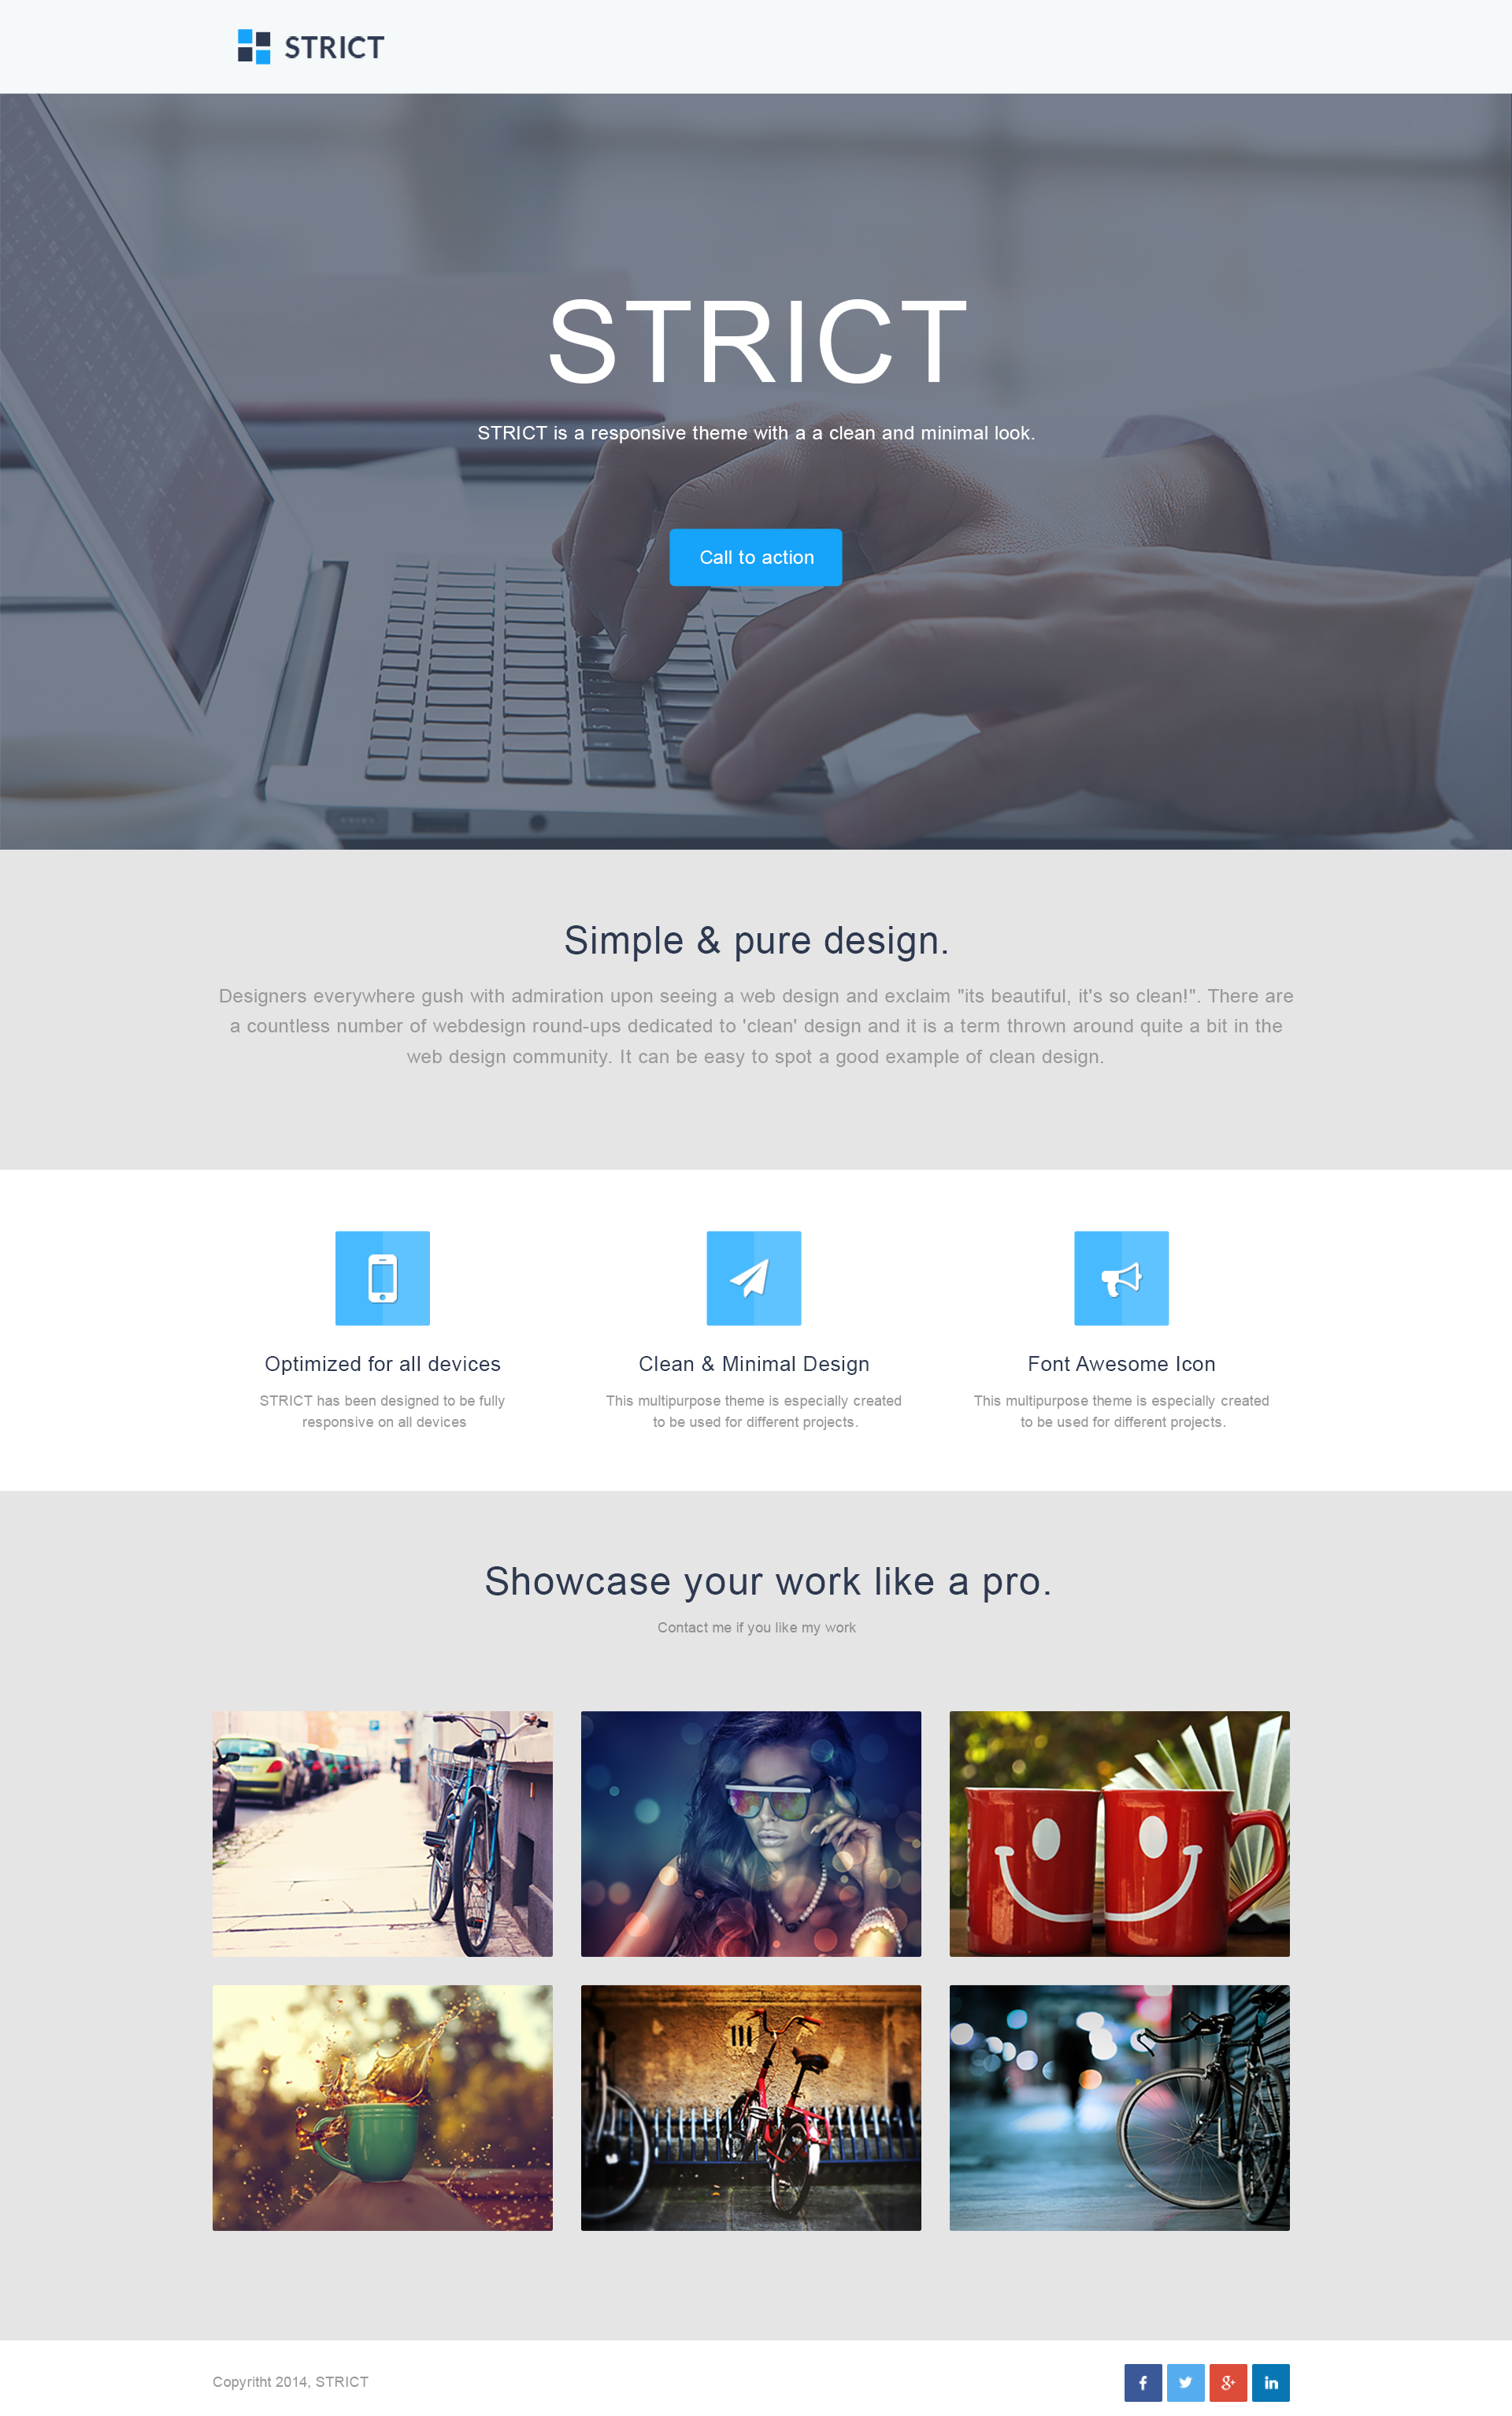 STRICT
STRICT
STRICT is a responsive theme with a a clean and minimal look.
Call to action
Simple & pure design.
Designers everywhere gush with admiration upon seeing a web design and exclaim "its beautiful, it's so clean!". There are
a countless number of webdesign round-ups dedicated to 'clean' design and it is a term thrown around quite a bit in the
web design community. It can be easy to spot a good example of clean design.
Optimized for all devices
STRICT has been designed to be fully
responsive on all devices
Clean & Minimal Design
This multipurpose theme is especially created
to be used for different projects.
Font Awesome Icon
This multipurpose theme is especially created
to be used for different projects.
Showcase your work like a pro.
Contact me if you like my work
Copyritht 2014, STRICT